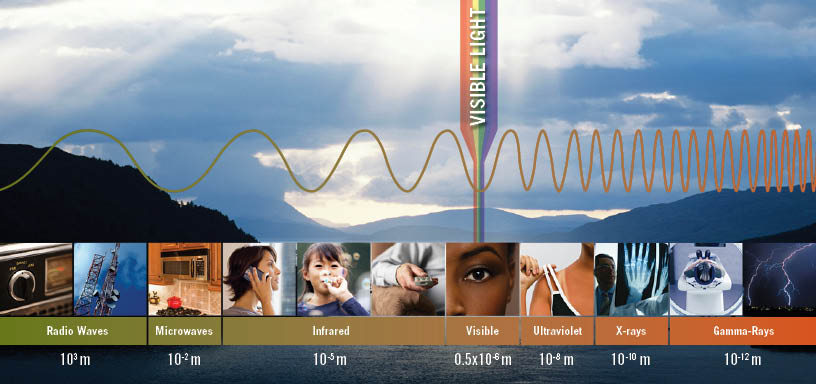 VISIBLE LIGHT
Radio Waves Microwaves Infrared Visible Ultraviolet X-rays Gamma-Rays
10³ m 10⁻² m 10⁻⁵ m 0.5x10⁻⁶ m 10⁻⁸ m 10⁻¹⁰ m 10⁻¹² m